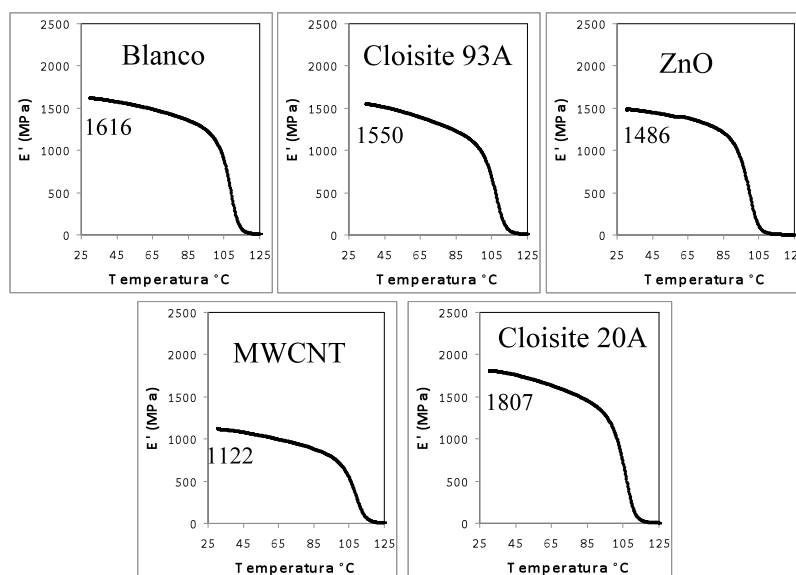 2500
2000
1500
1000
500
0
E' (MPa)
Blanco
1616
25 45 65 85 105 125
Temperatura °C
2500
2000
1500
1000
500
0
E' (MPa)
Cloisite 93A
1550
25 45 65 85 105 125
Temperatura °C
2500
2000
1500
1000
500
0
E' (MPa)
ZnO
1486
25 45 65 85 105 125
Temperatura °C
2500
2000
1500
1000
500
0
E' (MPa)
MWCNT
1122
25 45 65 85 105 125
Temperatura °C
2500
2000
1500
1000
500
0
E' (MPa)
Cloisite 20A
1807
25 45 65 85 105 125
Temperatura °C